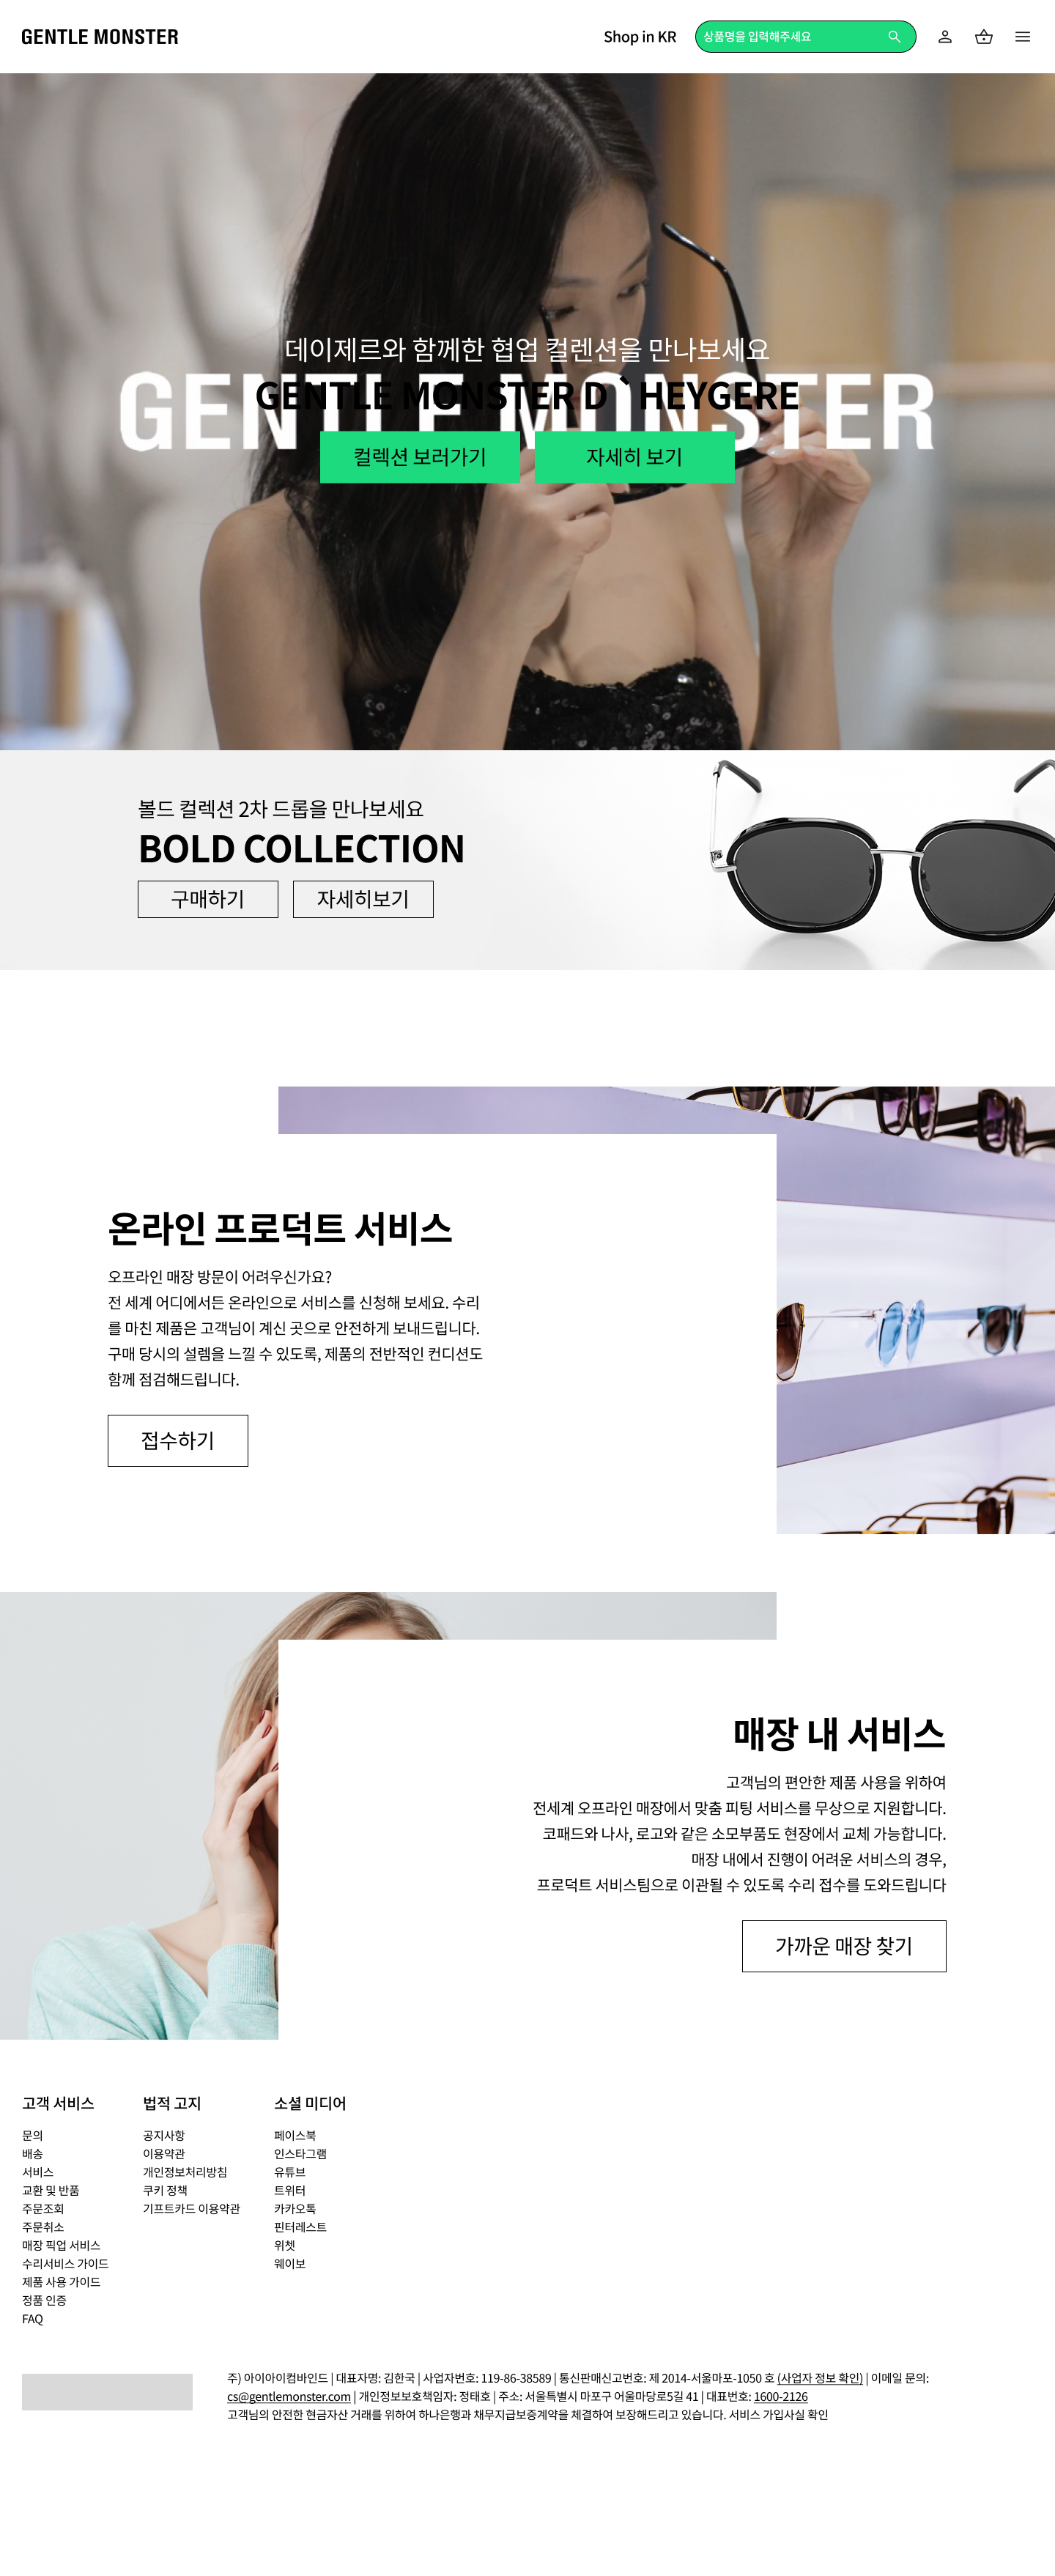 GENTLE MONSTER
Shop in KR
상품명을 입력해주세요
데이제르와 함께한 협업 컬렌션을 만나보세요
GENTLE MONSTER
GENTLE MONSTER D`HEYGERE
컬렉션 보러가기
자세히 보기
볼드 컬렉션 2차 드롭을 만나보세요
BOLD COLLECTION
구매하기
자세히보기
온라인 프로덕트 서비스
오프라인 매장 방문이 어려우신가요?
전 세계 어디에서든 온라인으로 서비스를 신청해 보세요. 수리
를 마친 제품은 고객님이 계신 곳으로 안전하게 보내드립니다.
구매 당시의 설렘을 느낄 수 있도록, 제품의 전반적인 컨디션도
함께 점검해드립니다.
접수하기
매장 내 서비스
고객님의 편안한 제품 사용을 위하여
전세계 오프라인 매장에서 맞춤 피팅 서비스를 무상으로 지원합니다.
코패드와 나사, 로고와 같은 소모부품도 현장에서 교체 가능합니다.
매장 내에서 진행이 어려운 서비스의 경우,
프로덕트 서비스팀으로 이관될 수 있도록 수리 접수를 도와드립니다
가까운 매장 찾기
고객 서비스
문의
배송
서비스
교환 및 반품
주문조회
주문취소
매장 픽업 서비스
수리서비스 가이드
제품 사용 가이드
정품 인증
FAQ
법적 고지
공지사항
이용약관
개인정보처리방침
쿠키 정책
기프트카드 이용약관
소셜 미디어
페이스북
인스타그램
유튜브
트위터
카카오톡
핀터레스트
위쳇
웨이보
주) 아이아이컴바인드 | 대표자명: 김한국 | 사업자번호: 119-86-38589 | 통신판매신고번호: 제 2014-서울마포-1050 호 (사업자 정보 확인) | 이메일 문의:
cs@gentlemonster.com | 개인정보보호책임자: 정태호 | 주소: 서울특별시 마포구 어울마당로5길 41 | 대표번호: 1600-2126
고객님의 안전한 현금자산 거래를 위하여 하나은행과 채무지급보증계약을 체결하여 보장해드리고 있습니다. 서비스 가입사실 확인